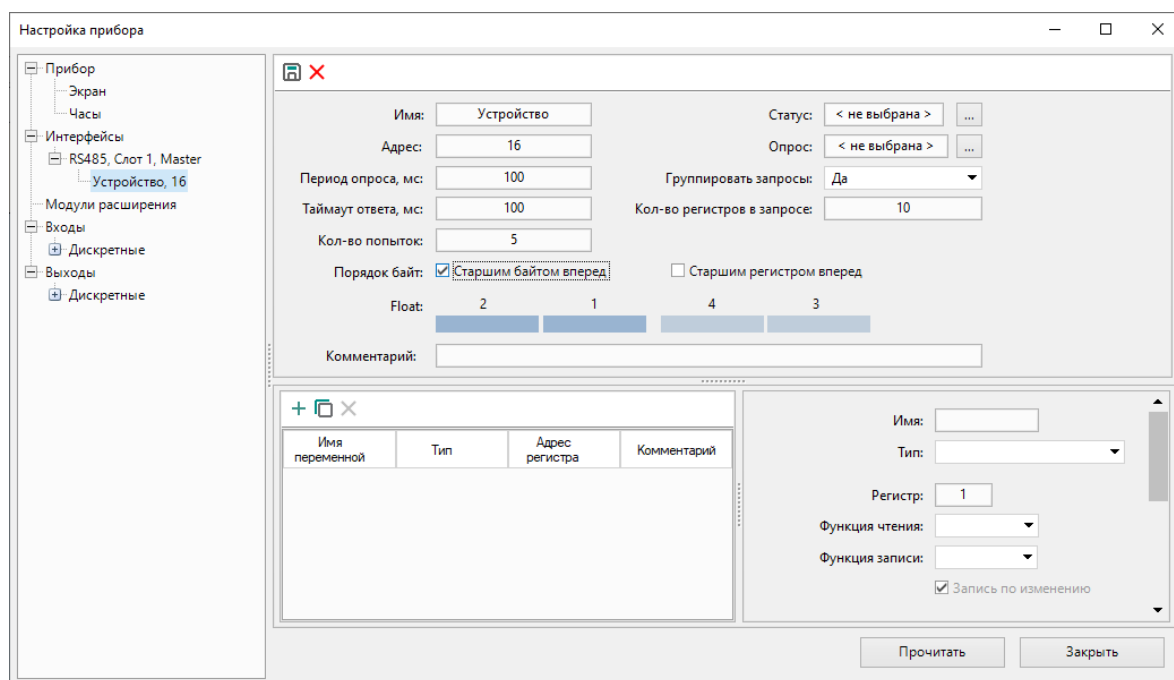 Настройка прибора
Прибор
Экран
Часы
Интерфейсы
RS485, Слот 1, Master
Устройство, 16
Модули расширения
Входы
Дискретные
Выходы
Дискретные
Имя: Устройство Статус: < не выбрана > ...
Адрес: 16 Опрос: < не выбрана > ...
Период опроса, мс: 100 Группировать запросы: Да
Таймаут ответа, мс: 100 Кол-во регистров в запросе: 10
Кол-во попыток: 5
Порядок байт: Старшим байтом вперед Старшим регистром вперед
Float: 2 1 4 3
Комментарий:
Имя переменной Тип Адрес регистра Комментарий
Имя:
Тип:
Регистр: 1
Функция чтения:
Функция записи:
Запись по изменению
Прочитать Закрыть